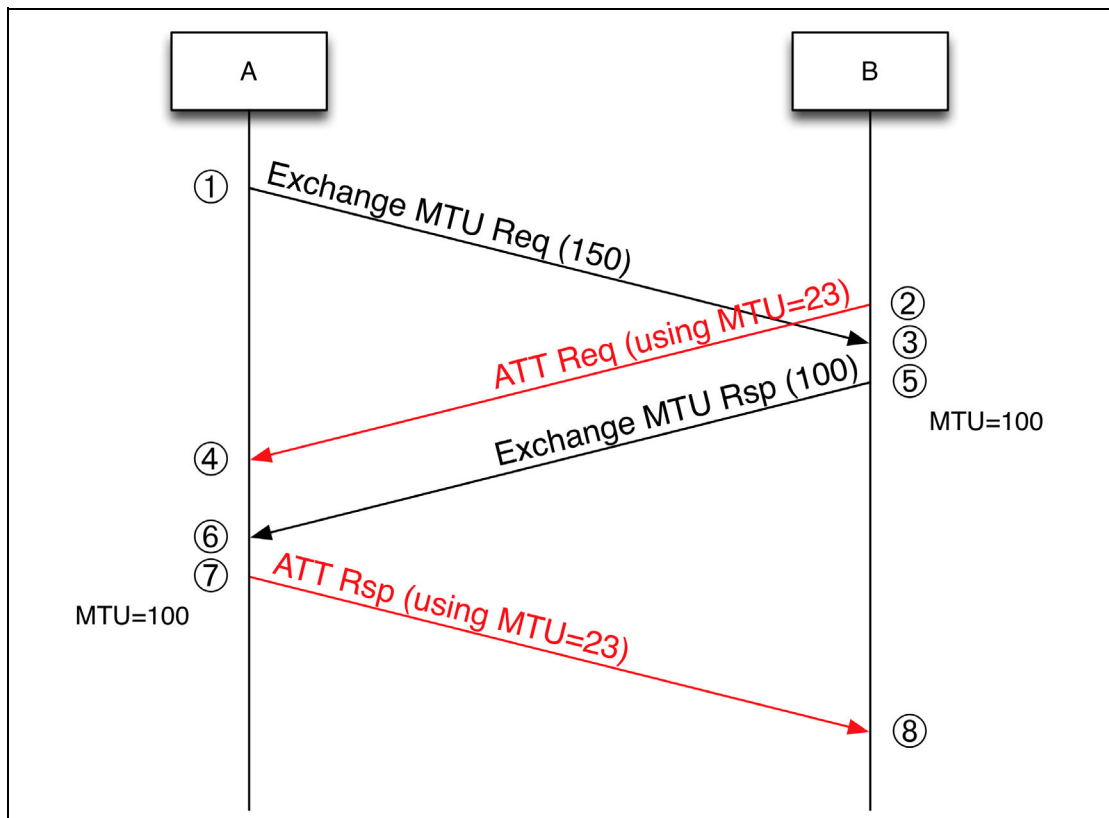 A
B
①
Exchange MTU Req (150)
②
ATT Req (using MTU=23)
③
⑤
Exchange MTU Rsp (100)
MTU=100
④
⑥
⑦
ATT Rsp (using MTU=23)
MTU=100
⑧